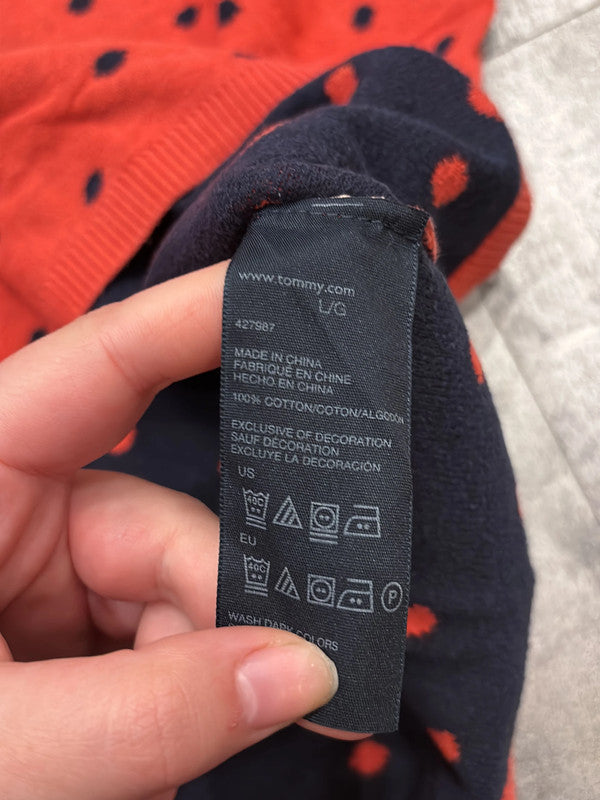 www.tommy.com
L/G
427987
MADE IN CHINA
FABRIQUÉ EN CHINE
HECHO EN CHINA
100% COTTON/COTON/ALGODÓN
EXCLUSIVE OF DECORATION
SAUF DÉCORATION
EXCLUYE LA DECORACIÓN
US
40C
EU
40C
P
WASH DARK COLORS